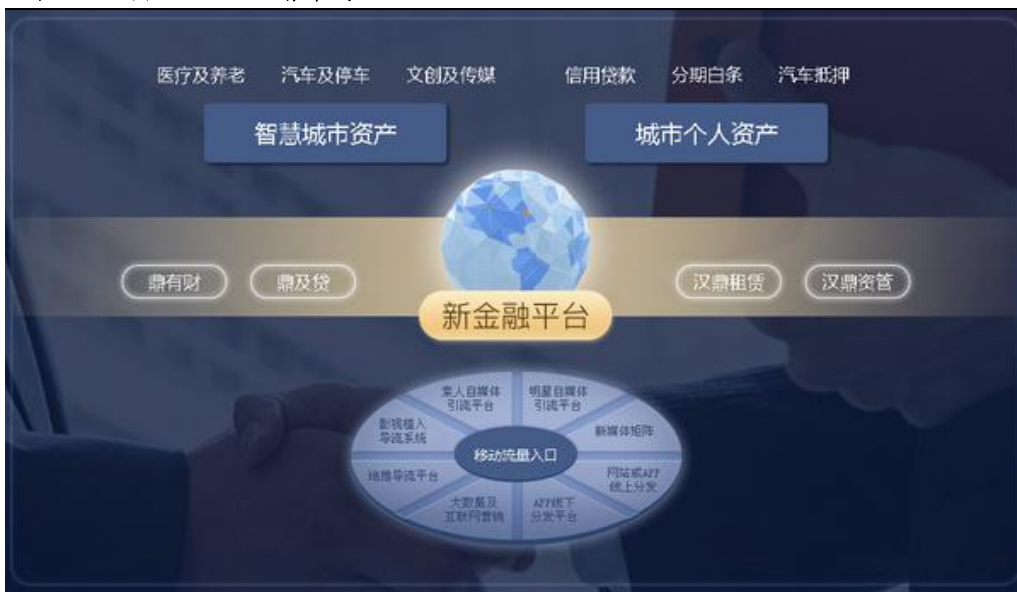 医疗及养老 汽车及停车 文创及传媒 信用贷款 分期白条 汽车抵押
智慧城市资产 城市个人资产
鼎有财 鼎及贷 汉鼎租赁 汉鼎资管
新金融平台
素人自媒体
引流平台
明星自媒体
引流平台
影视植入
导流系统
新媒体矩阵
移动流量入口
地推导流平台
网站或APP
线上分发
大数据及
互联网营销
APP线下
分发平台